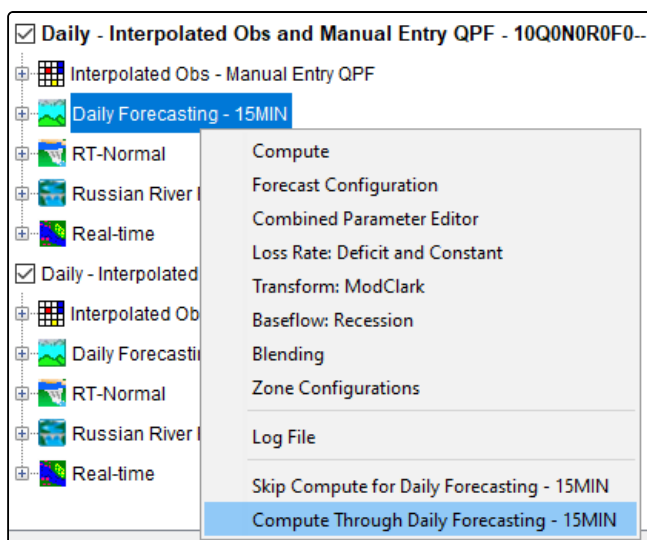 Daily - Interpolated Obs and Manual Entry QPF - 10Q0N0R0F0--
Interpolated Obs - Manual Entry QPF
Daily Forecasting - 15MIN
RT-Normal
Russian River
Real-time
Daily - Interpolated
Interpolated Ob
Daily Forecasti
RT-Normal
Russian River
Real-time
Compute
Forecast Configuration
Combined Parameter Editor
Loss Rate: Deficit and Constant
Transform: ModClark
Baseflow: Recession
Blending
Zone Configurations
Log File
Skip Compute for Daily Forecasting - 15MIN
Compute Through Daily Forecasting - 15MIN